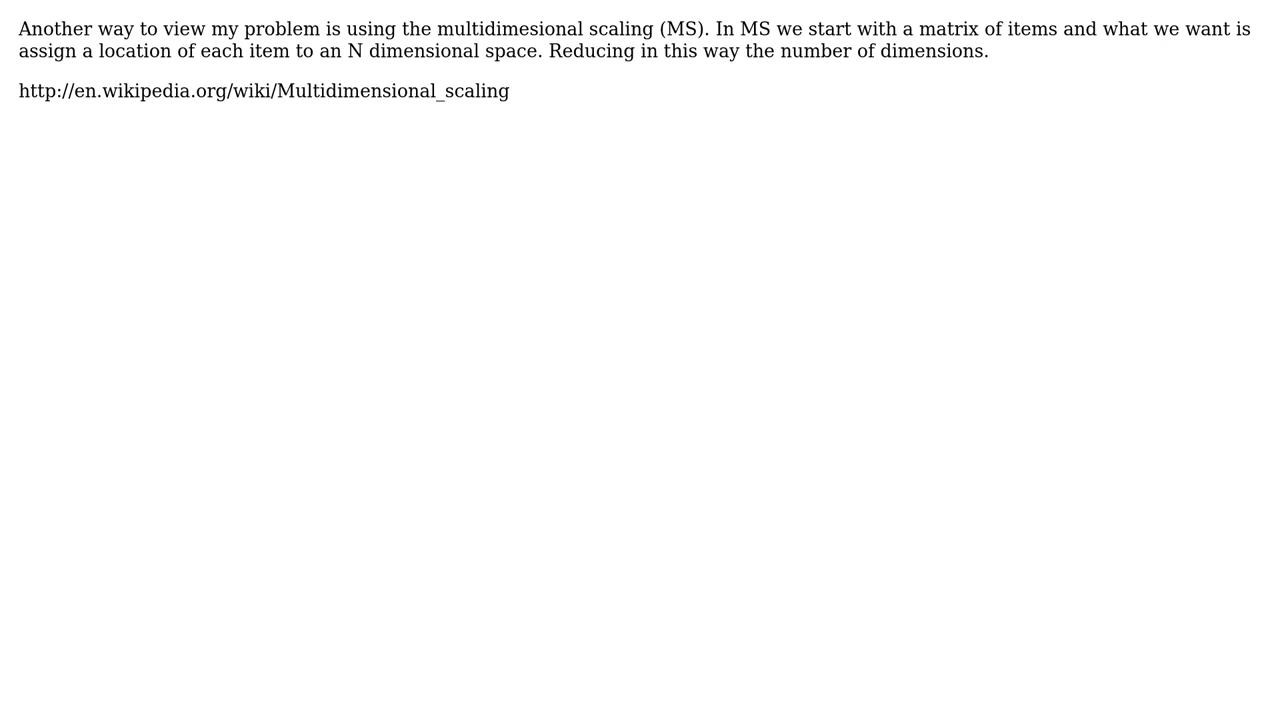 Another way to view my problem is using the multidimesional scaling (MS). In MS we start with a matrix of items and what we want is
assign a location of each item to an N dimensional space. Reducing in this way the number of dimensions.
http://en.wikipedia.org/wiki/Multidimensional_scaling